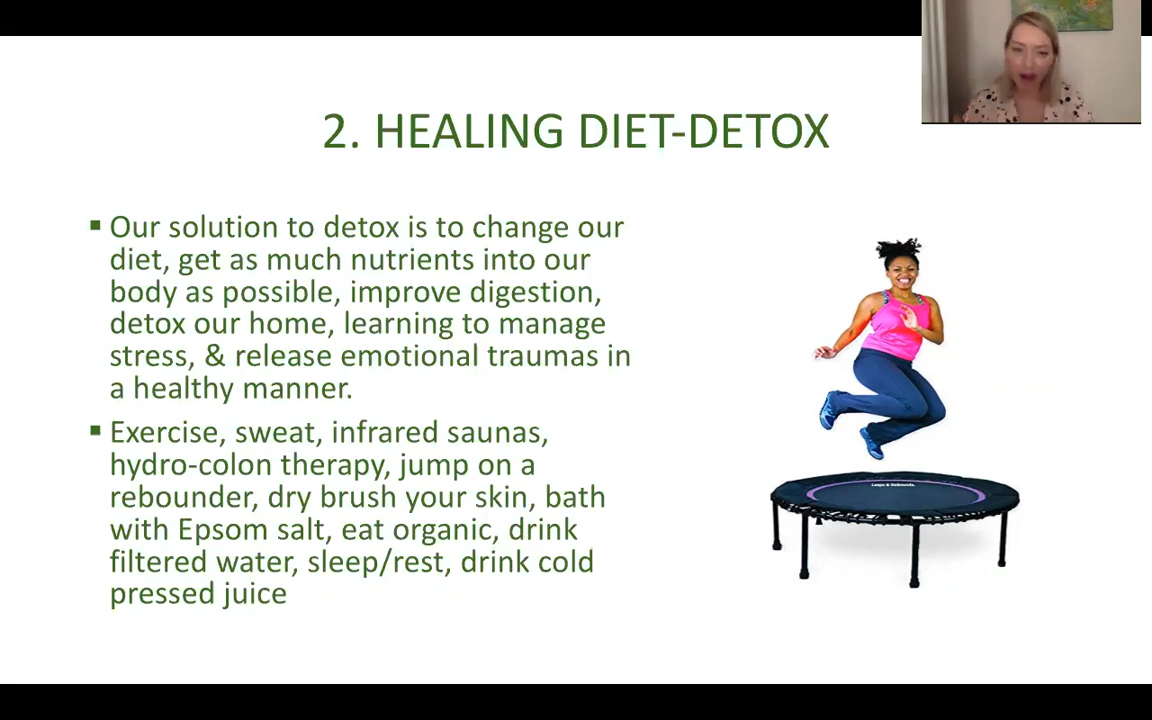 2. HEALING DIET-DETOX
▪ Our solution to detox is to change our
diet, get as much nutrients into our
body as possible, improve digestion,
detox our home, learning to manage
stress, & release emotional traumas in
a healthy manner.
▪ Exercise, sweat, infrared saunas,
hydro-colon therapy, jump on a
rebounder, dry brush your skin, bath
with Epsom salt, eat organic, drink
filtered water, sleep/rest, drink cold
pressed juice